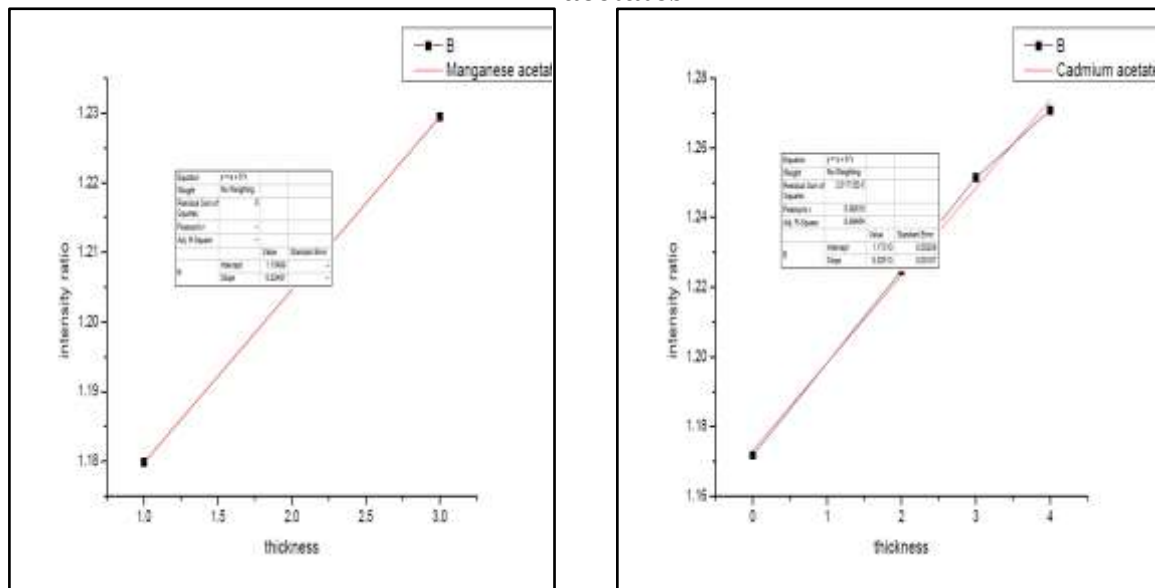 B
Manganese acetat
1.23
1.22
1.21
1.20
1.19
1.18
intensity ratio
1.0 1.5 2.0 2.5 3.0
thickness
Equation y = a + b*x
Weight No Weighting
Residual Sum of Squares 0
Pearson's r --
Adj. R-Square --
Value Standard Error
B Intercept --
Slope --
B
Cadmium acetate
1.28
1.26
1.24
1.22
1.20
1.18
1.16
intensity ratio
0 1 2 3 4
thickness
Equation y = a + b*x
Weight No Weighting
Residual Sum of Squares
Pearson's r
Adj. R-Square
Value Standard Error
B Intercept
Slope